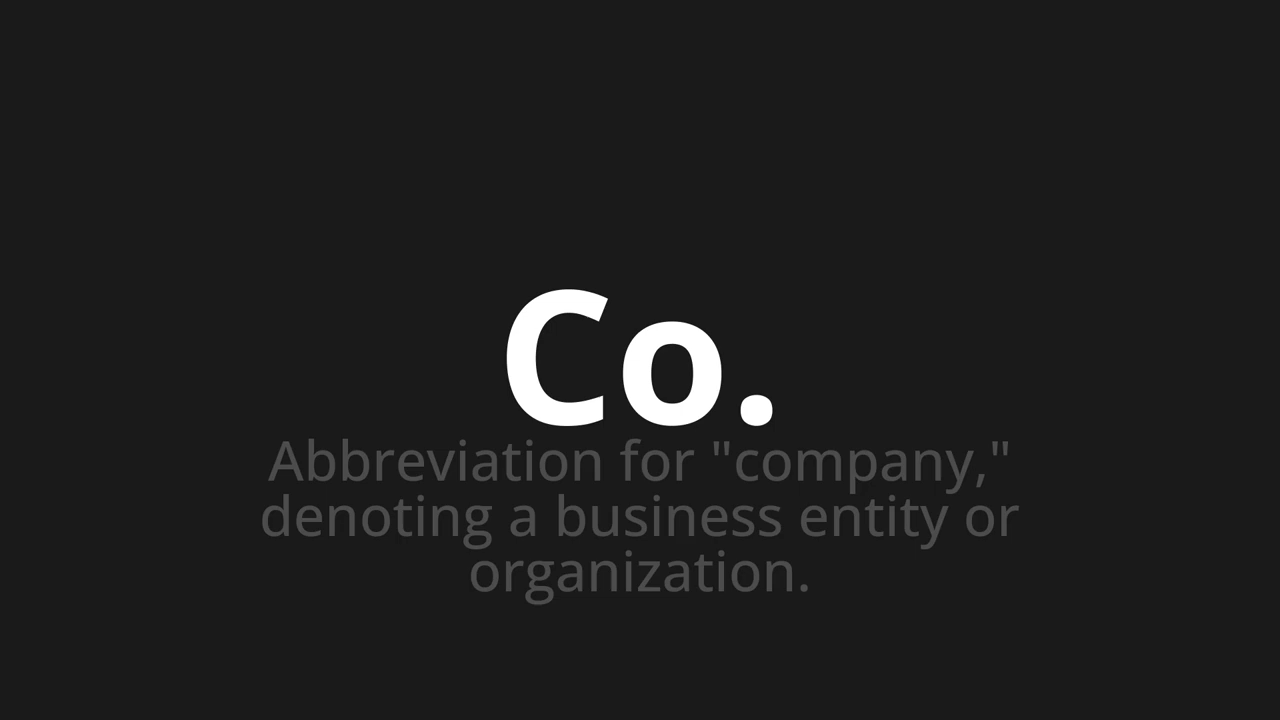 Co.
Abbreviation for "company,"
denoting a business entity or
organization.